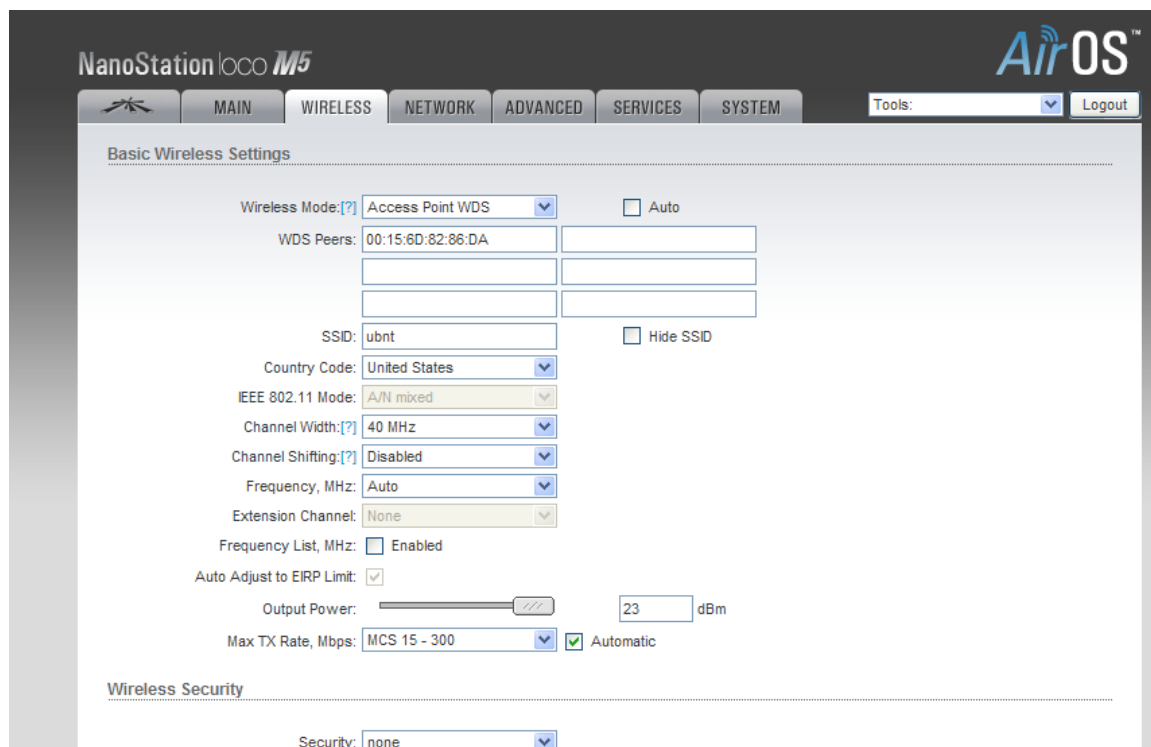 AirOS™
NanoStation loco M5
MAIN WIRELESS NETWORK ADVANCED SERVICES SYSTEM Tools: Logout
Basic Wireless Settings
Wireless Mode:[?] Access Point WDS Auto
WDS Peers: 00:15:6D:82:86:DA
SSID: ubnt Hide SSID
Country Code: United States
IEEE 802.11 Mode: A/N mixed
Channel Width:[?] 40 MHz
Channel Shifting:[?] Disabled
Frequency, MHz: Auto
Extension Channel: None
Frequency List, MHz: Enabled
Auto Adjust to EIRP Limit:
Output Power: 23 dBm
Max TX Rate, Mbps: MCS 15 - 300 Automatic
Wireless Security
Security: none